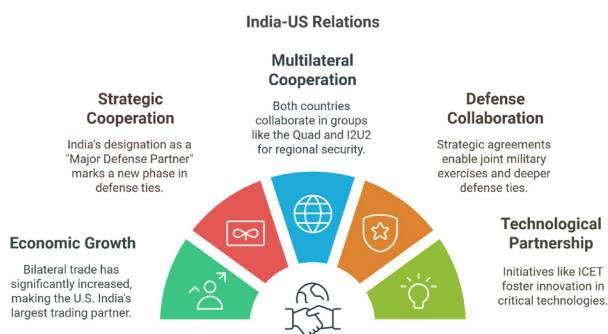 India-US Relations
Multilateral
Cooperation
Both countries
collaborate in groups
like the Quad and I2U2
for regional security.
Strategic
Cooperation
India's designation as a
"Major Defense Partner"
marks a new phase in
defense ties.
Defense
Collaboration
Strategic agreements
enable joint military
exercises and deeper
defense ties.
Economic Growth
Bilateral trade has
significantly increased,
making the U.S. India's
largest trading partner.
Technological
Partnership
Initiatives like ICET
foster innovation in
critical technologies.